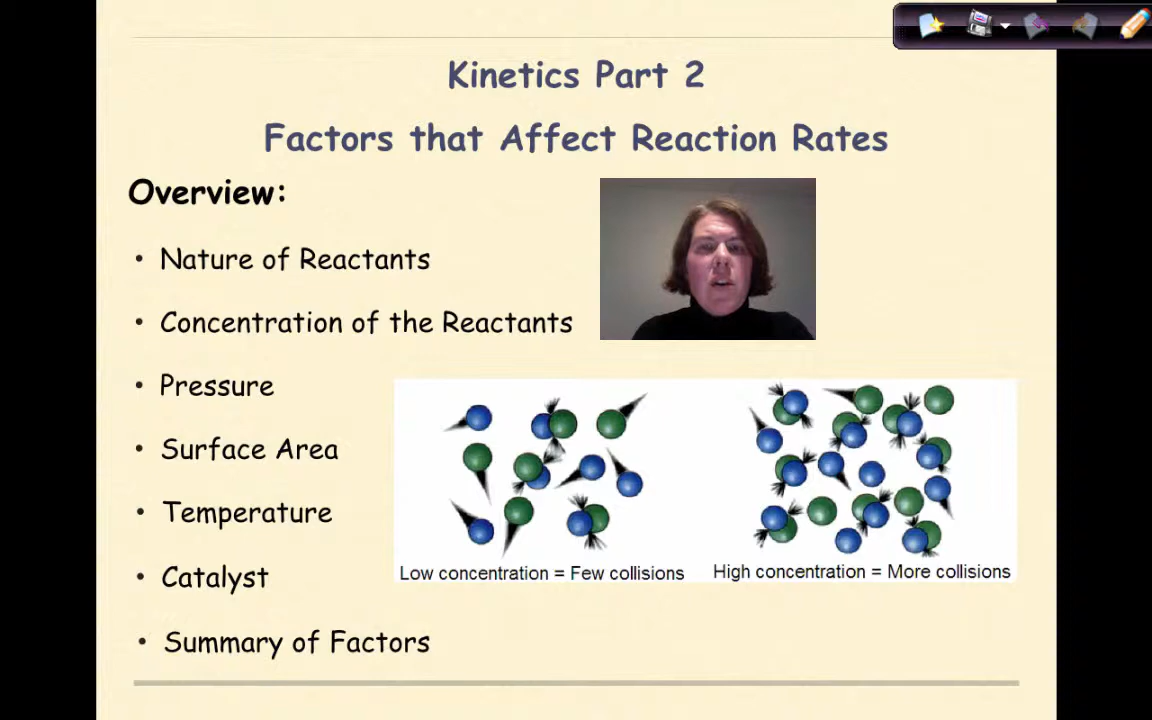 Kinetics Part 2
Factors that Affect Reaction Rates
Overview:
• Nature of Reactants
• Concentration of the Reactants
• Pressure
• Surface Area
• Temperature
• Catalyst
• Summary of Factors
Low concentration = Few collisions
High concentration = More collisions